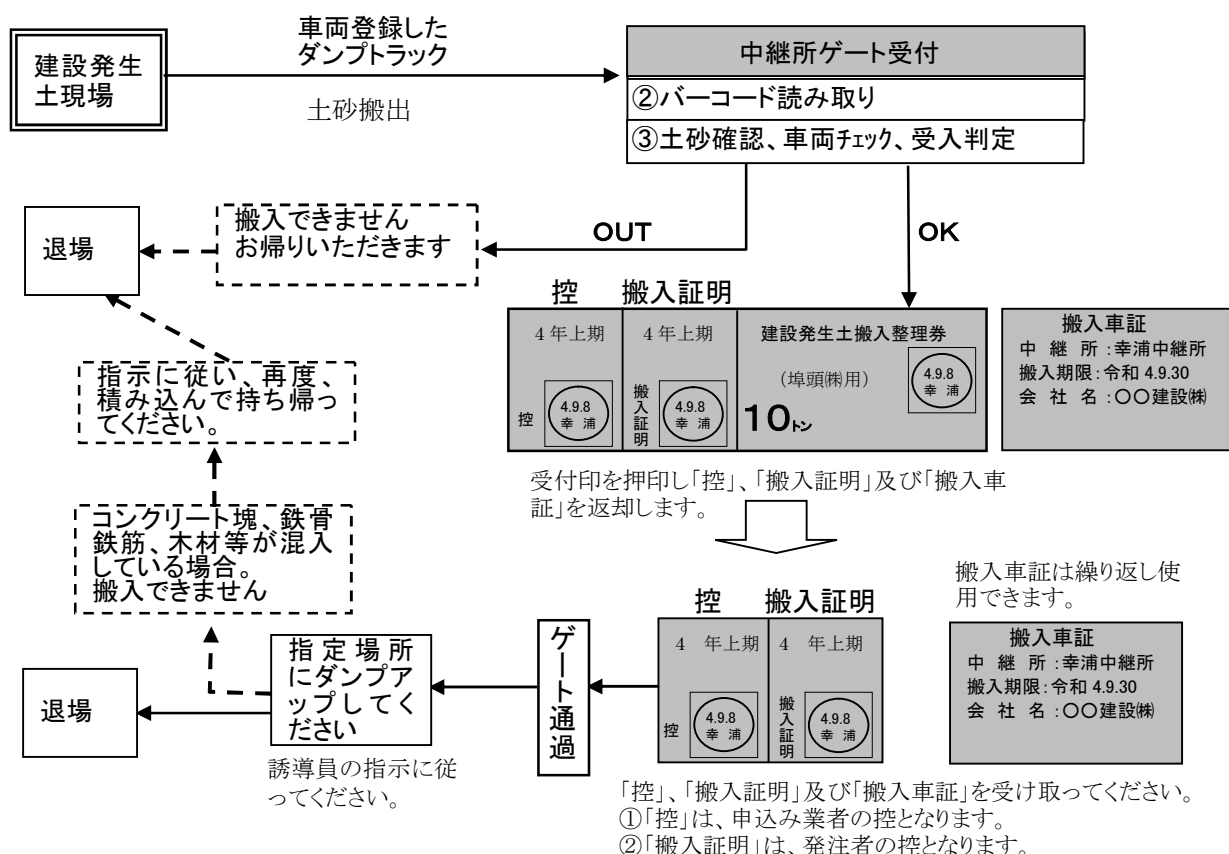 車両登録した
ダンプトラック
建設発生
土現場
土砂搬出
中継所ゲート受付
②バーコード読み取り
③土砂確認、車両チェック、受入判定
OUT
OK
搬入できません
お帰りいただきます
退場
控
搬入証明
4年上期
4.9.8
幸浦
控
4年上期
搬入証明
4.9.8
幸浦
建設発生土搬入整理券
(埠頭㈱用)
4.9.8
幸浦
10トン
搬入車証
中継所:幸浦中継所
搬入期限:令和4.9.30
会社名:〇〇建設㈱
受付印を押印し「控」、「搬入証明」及び「搬入車
証」を返却します。
指示に従い、再度、
積み込んで持ち帰っ
てください。
コンクリート塊、鉄骨
鉄筋、木材等が混入
している場合。
搬入できません
搬入車証は繰り返し使
用できます。
控
搬入証明
4 年上期
4.9.8
幸浦
控
4 年上期
搬入証明
4.9.8
幸浦
搬入車証
中継所:幸浦中継所
搬入期限:令和4.9.30
会社名:〇〇建設㈱
ゲート通過
指定場所
にダンプア
ップしてく
ださい
退場
誘導員の指示に従
ってください。
「控」、「搬入証明」及び「搬入車証」を受け取ってください。
①「控」は、申込み業者の控となります。
②「搬入証明」は、発注者の控となります。